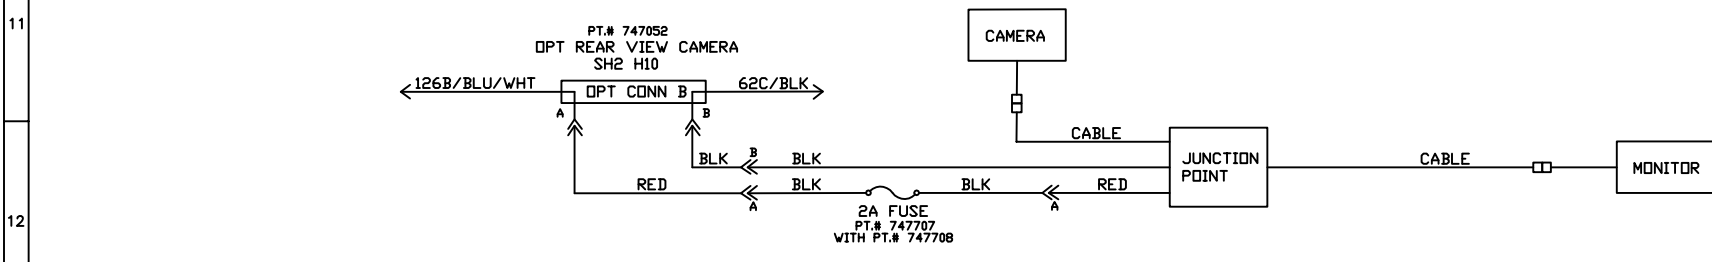 11
PT.# 747052
OPT REAR VIEW CAMERA
SH2 H10
126B/BLU/WHT
OPT CONN B
62C/BLK
A
B
CAMERA
CABLE
BLK
B
BLK
JUNCTION
POINT
CABLE
MONITOR
RED
A
BLK
BLK
A
RED
2A FUSE
PT.# 747707
WITH PT.# 747708
12